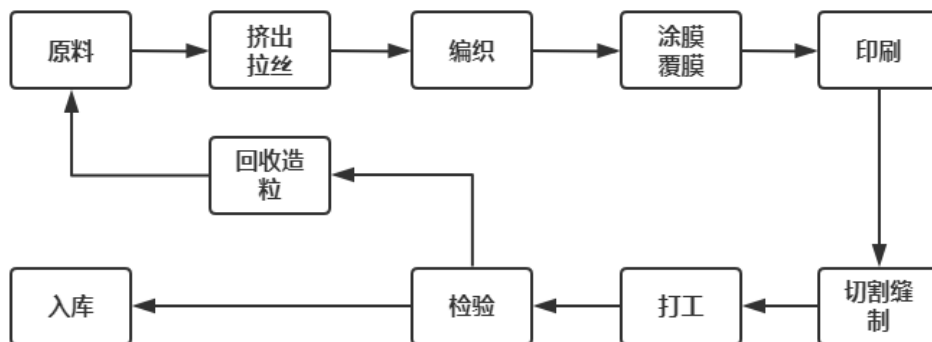 原料
挤出
拉丝
编织
涂膜
覆膜
印刷
回收造
粒
入库
检验
打工
切割缝
制